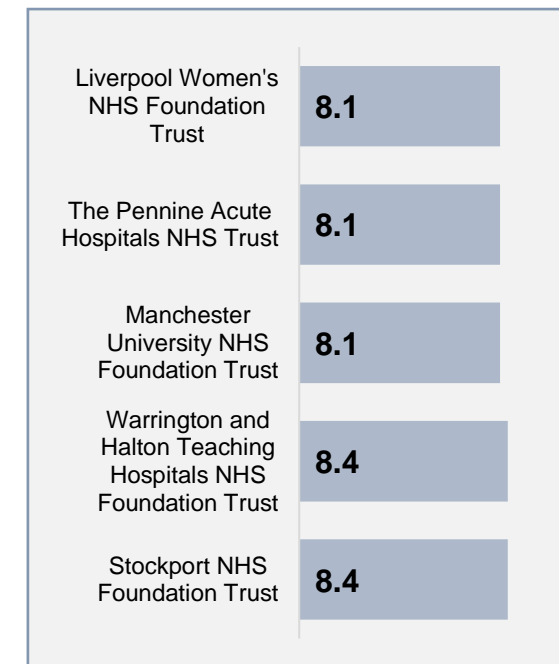 Liverpool Women's
NHS Foundation
Trust
8.1
The Pennine Acute
Hospitals NHS Trust
8.1
Manchester
University NHS
Foundation Trust
8.1
Warrington and
Halton Teaching
Hospitals NHS
Foundation Trust
8.4
Stockport NHS
Foundation Trust
8.4